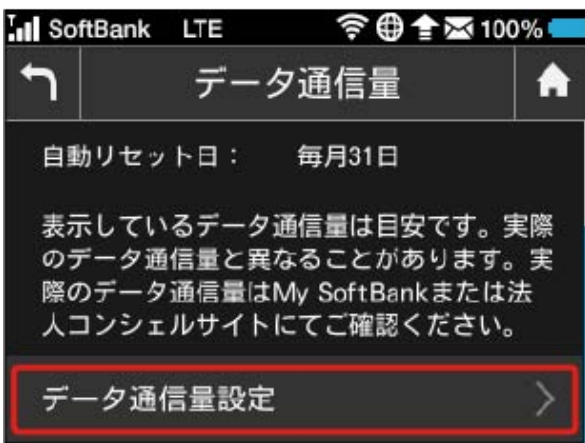 SoftBank LTE 100%
データ通信量
自動リセット日： 毎月31日
表示しているデータ通信量は目安です。実際
のデータ通信量と異なることがあります。実
際のデータ通信量はMy SoftBankまたは法
人コンシェルサイトにてご確認ください。
データ通信量設定